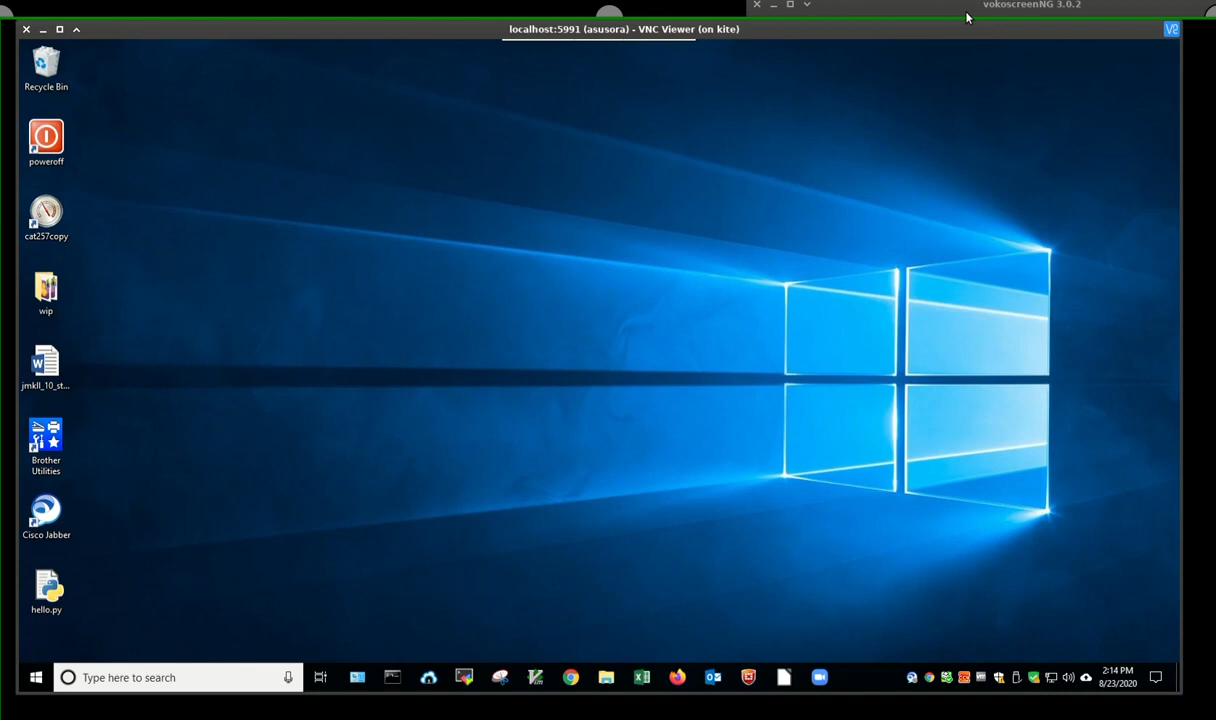 vokoscreenNG 3.0.2
localhost:5991 (asusora) - VNC Viewer (on kite)
Recycle Bin
poweroff
cat257copy
wip
jmkll_10_st...
Brother
Utilities
Cisco Jabber
hello.py
Type here to search
2:14 PM
8/23/2020